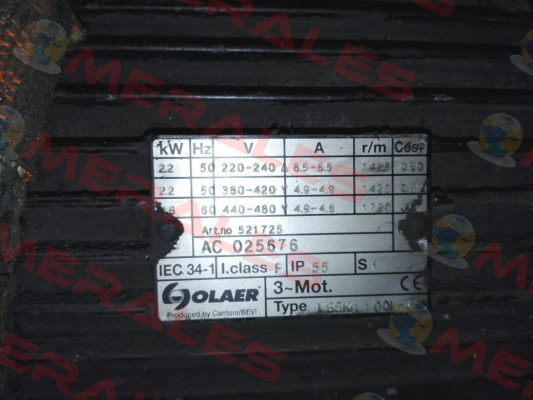 MERALES
kW Hz V A r/m Cosφ
2.2 50 220-240 Δ 8.5-8.5
2.2 50 380-420 Y 4.9-4.9 1420
60 440-480 Y 4.9-4.8
Art.no 521725
AC 025676
IEC 34-1 I.class F IP 55
OLAER 3~Mot. CE
Produced by Cantoni/BEVI Type